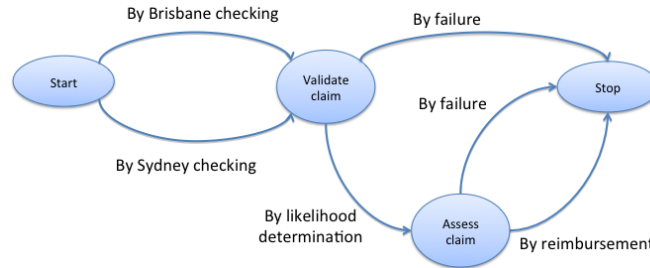 By Brisbane checking
By failure
Start
Validate
claim
Stop
By failure
By Sydney checking
By likelihood
determination
Assess
claim
By reimbursement